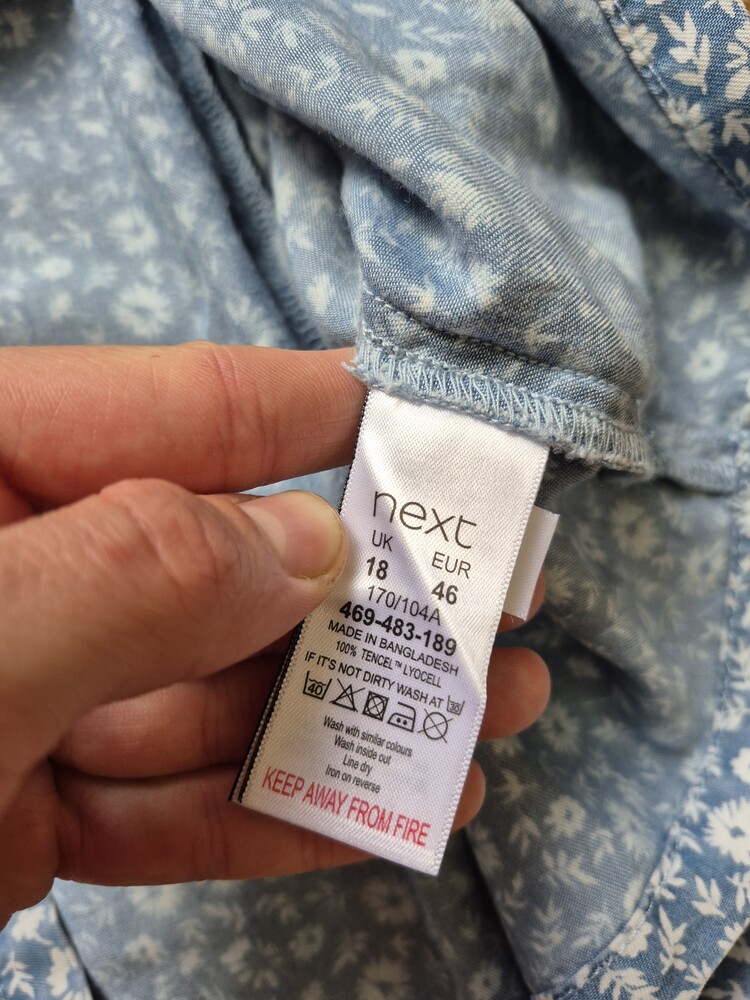 next
UK EUR
18 46
170/104A
469-483-189
MADE IN BANGLADESH
100% TENCEL™ LYOCELL
IF IT'S NOT DIRTY WASH AT 30
40
Wash with similar colours
Wash inside out
Line dry
Iron on reverse
KEEP AWAY FROM FIRE